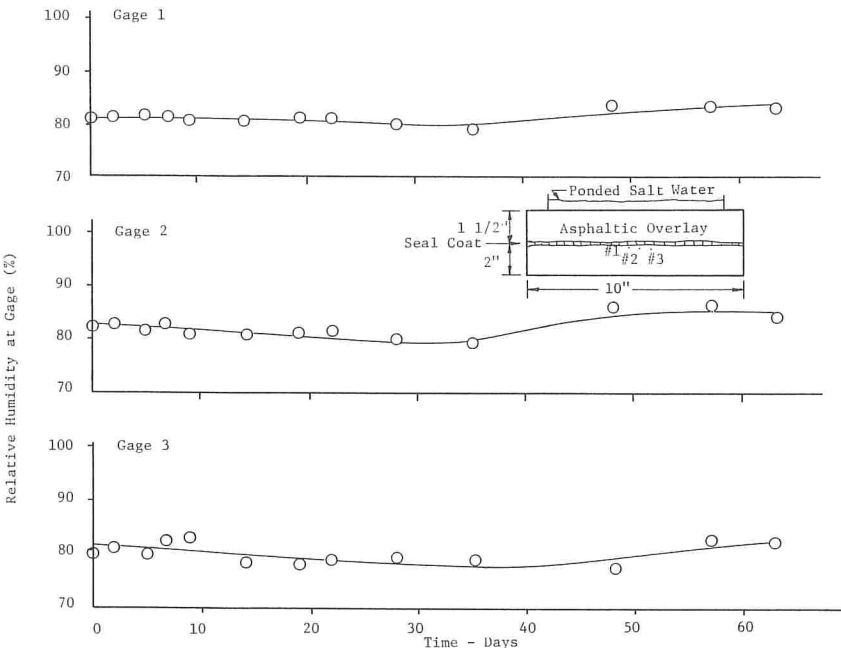 Relative Humidity at Gage (%)
100 Gage 1
90
80
70
Ponded Salt Water
1 1/2"
Asphaltic Overlay
Seal Coat
2"
#1
#2 #3
10"
100
Gage 2
90
80
70
100 Gage 3
90
80
70
0 10 20 30 40 50 60
Time - Days